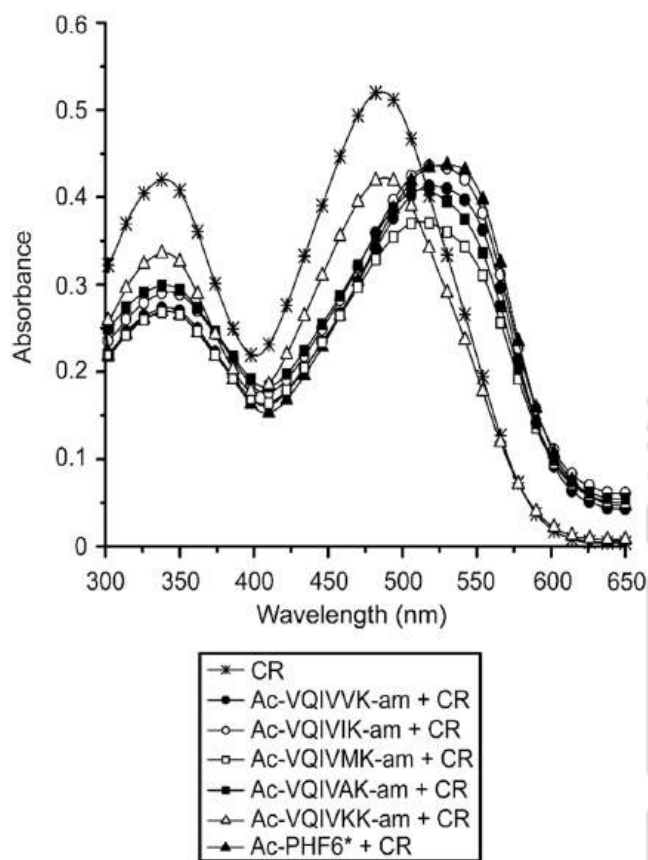 0.6
0.5
0.4
0.3
0.2
0.1
0
Absorbance
300 350 400 450 500 550 600 650
Wavelength (nm)
CR
Ac-VQIVVK-am + CR
Ac-VQIVIK-am + CR
Ac-VQIVMK-am + CR
Ac-VQIVAK-am + CR
Ac-VQIVKK-am + CR
Ac-PHF6* + CR